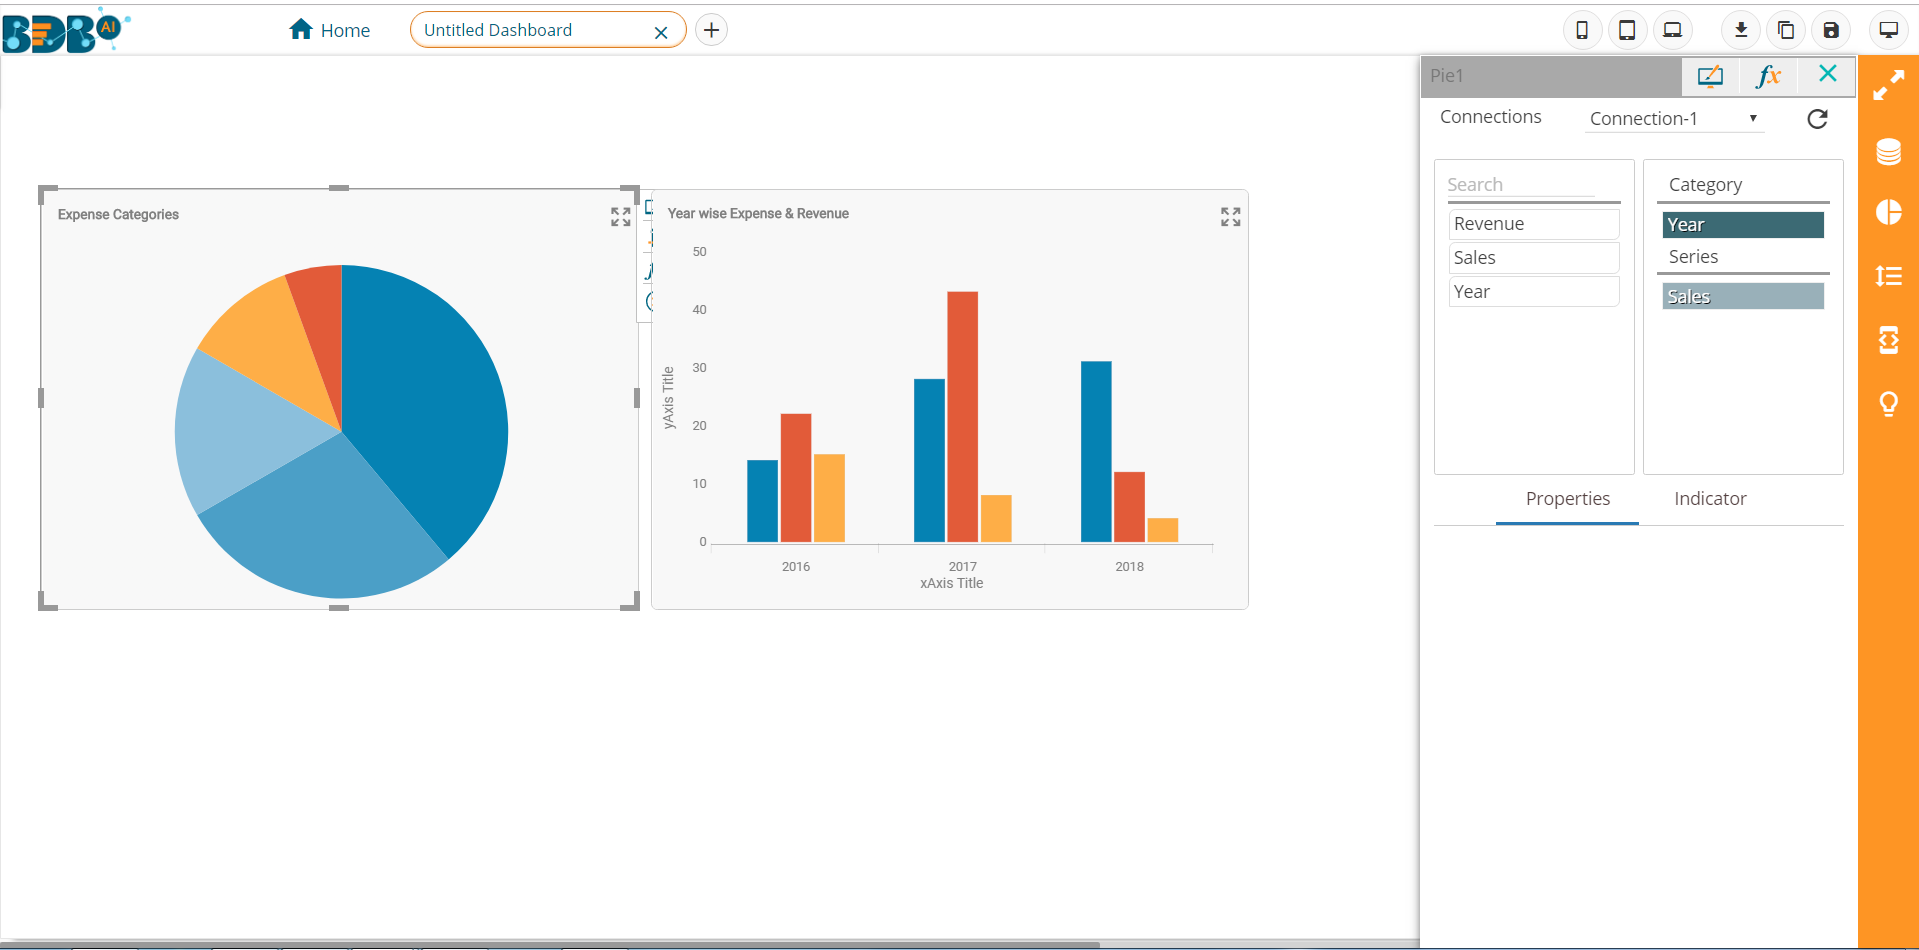 BDB AI
Home
Untitled Dashboard
Pie1
fx
Connections
Connection-1
Search
Revenue
Sales
Year
Category
Year
Series
Sales
Properties
Indicator
Expense Categories
Year wise Expense & Revenue
50
40
30
20
10
0
yAxis Title
2016
2017
2018
xAxis Title